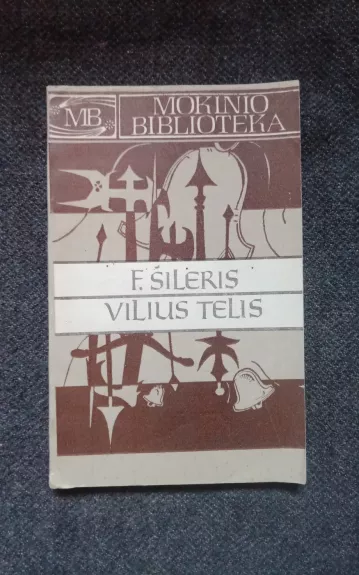 MB
MOKINIO
BIBLIOTEKA
F. ŠILERIS
VILIUS TELIS